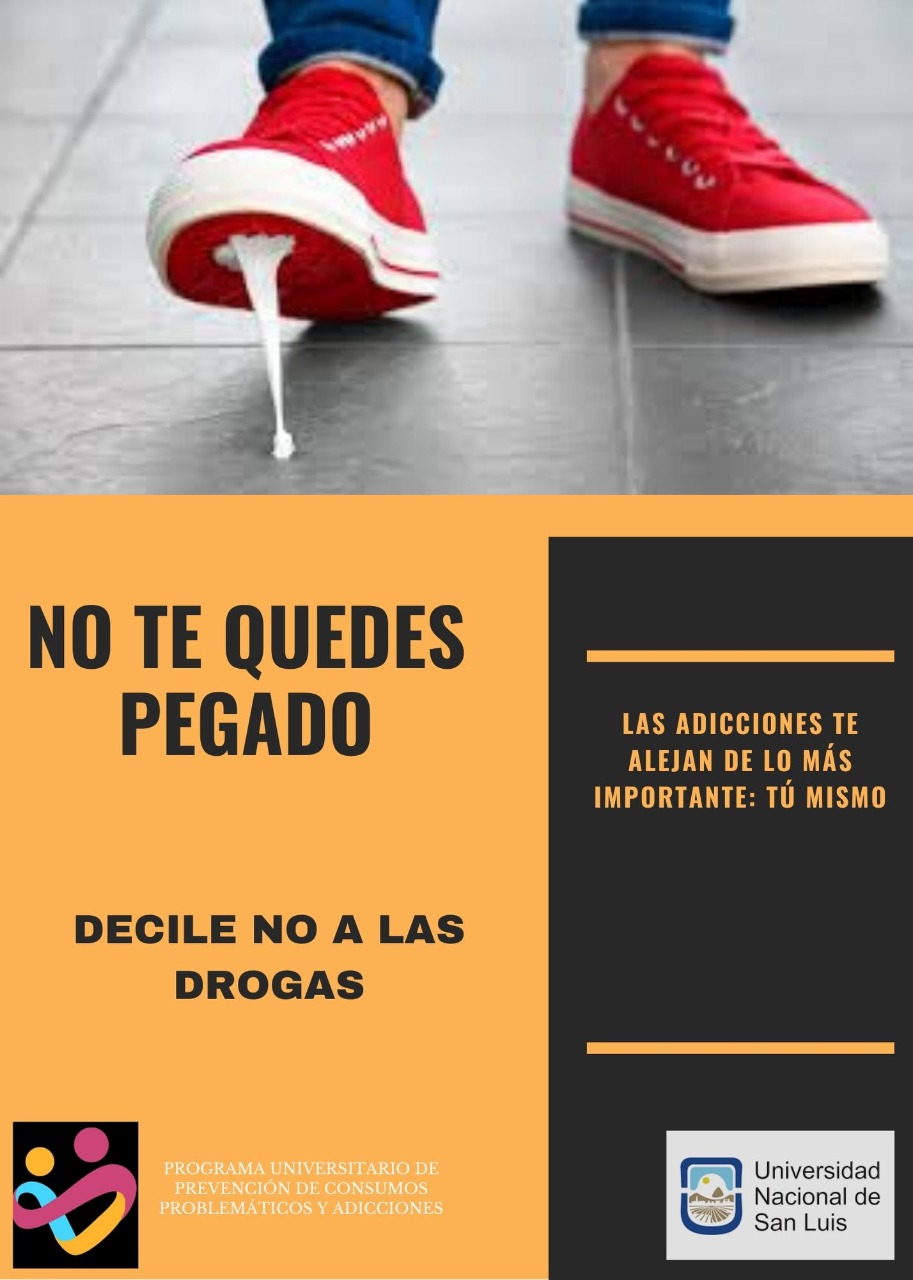 NO TE QUEDES
PEGADO
LAS ADICCIONES TE
ALEJAN DE LO MÁS
IMPORTANTE: TÚ MISMO
DECILE NO A LAS
DROGAS
PROGRAMA UNIVERSITARIO DE
PREVENCIÓN DE CONSUMOS
PROBLEMÁTICOS Y ADICCIONES
Universidad
Nacional de
San Luis